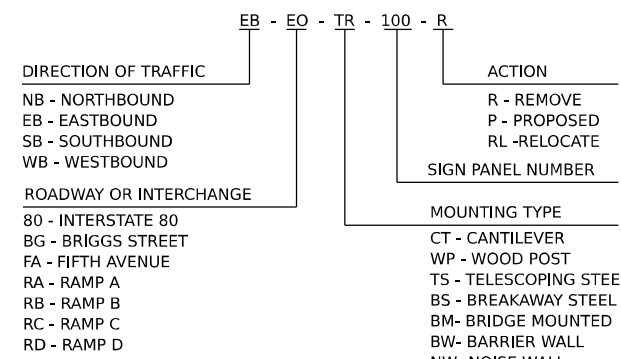 EB - EO - TR - 100 - R
DIRECTION OF TRAFFIC
NB - NORTHBOUND
EB - EASTBOUND
SB - SOUTHBOUND
WB - WESTBOUND
ROADWAY OR INTERCHANGE
80 - INTERSTATE 80
BG - BRIGGS STREET
FA - FIFTH AVENUE
RA - RAMP A
RB - RAMP B
RC - RAMP C
RD - RAMP D
ACTION
R - REMOVE
P - PROPOSED
RL -RELOCATE
SIGN PANEL NUMBER
MOUNTING TYPE
CT - CANTILEVER
WP - WOOD POST
TS - TELESCOPING STEE
BS - BREAKAWAY STEEL
BM- BRIDGE MOUNTED
BW- BARRIER WALL
NW- NOISE WALL